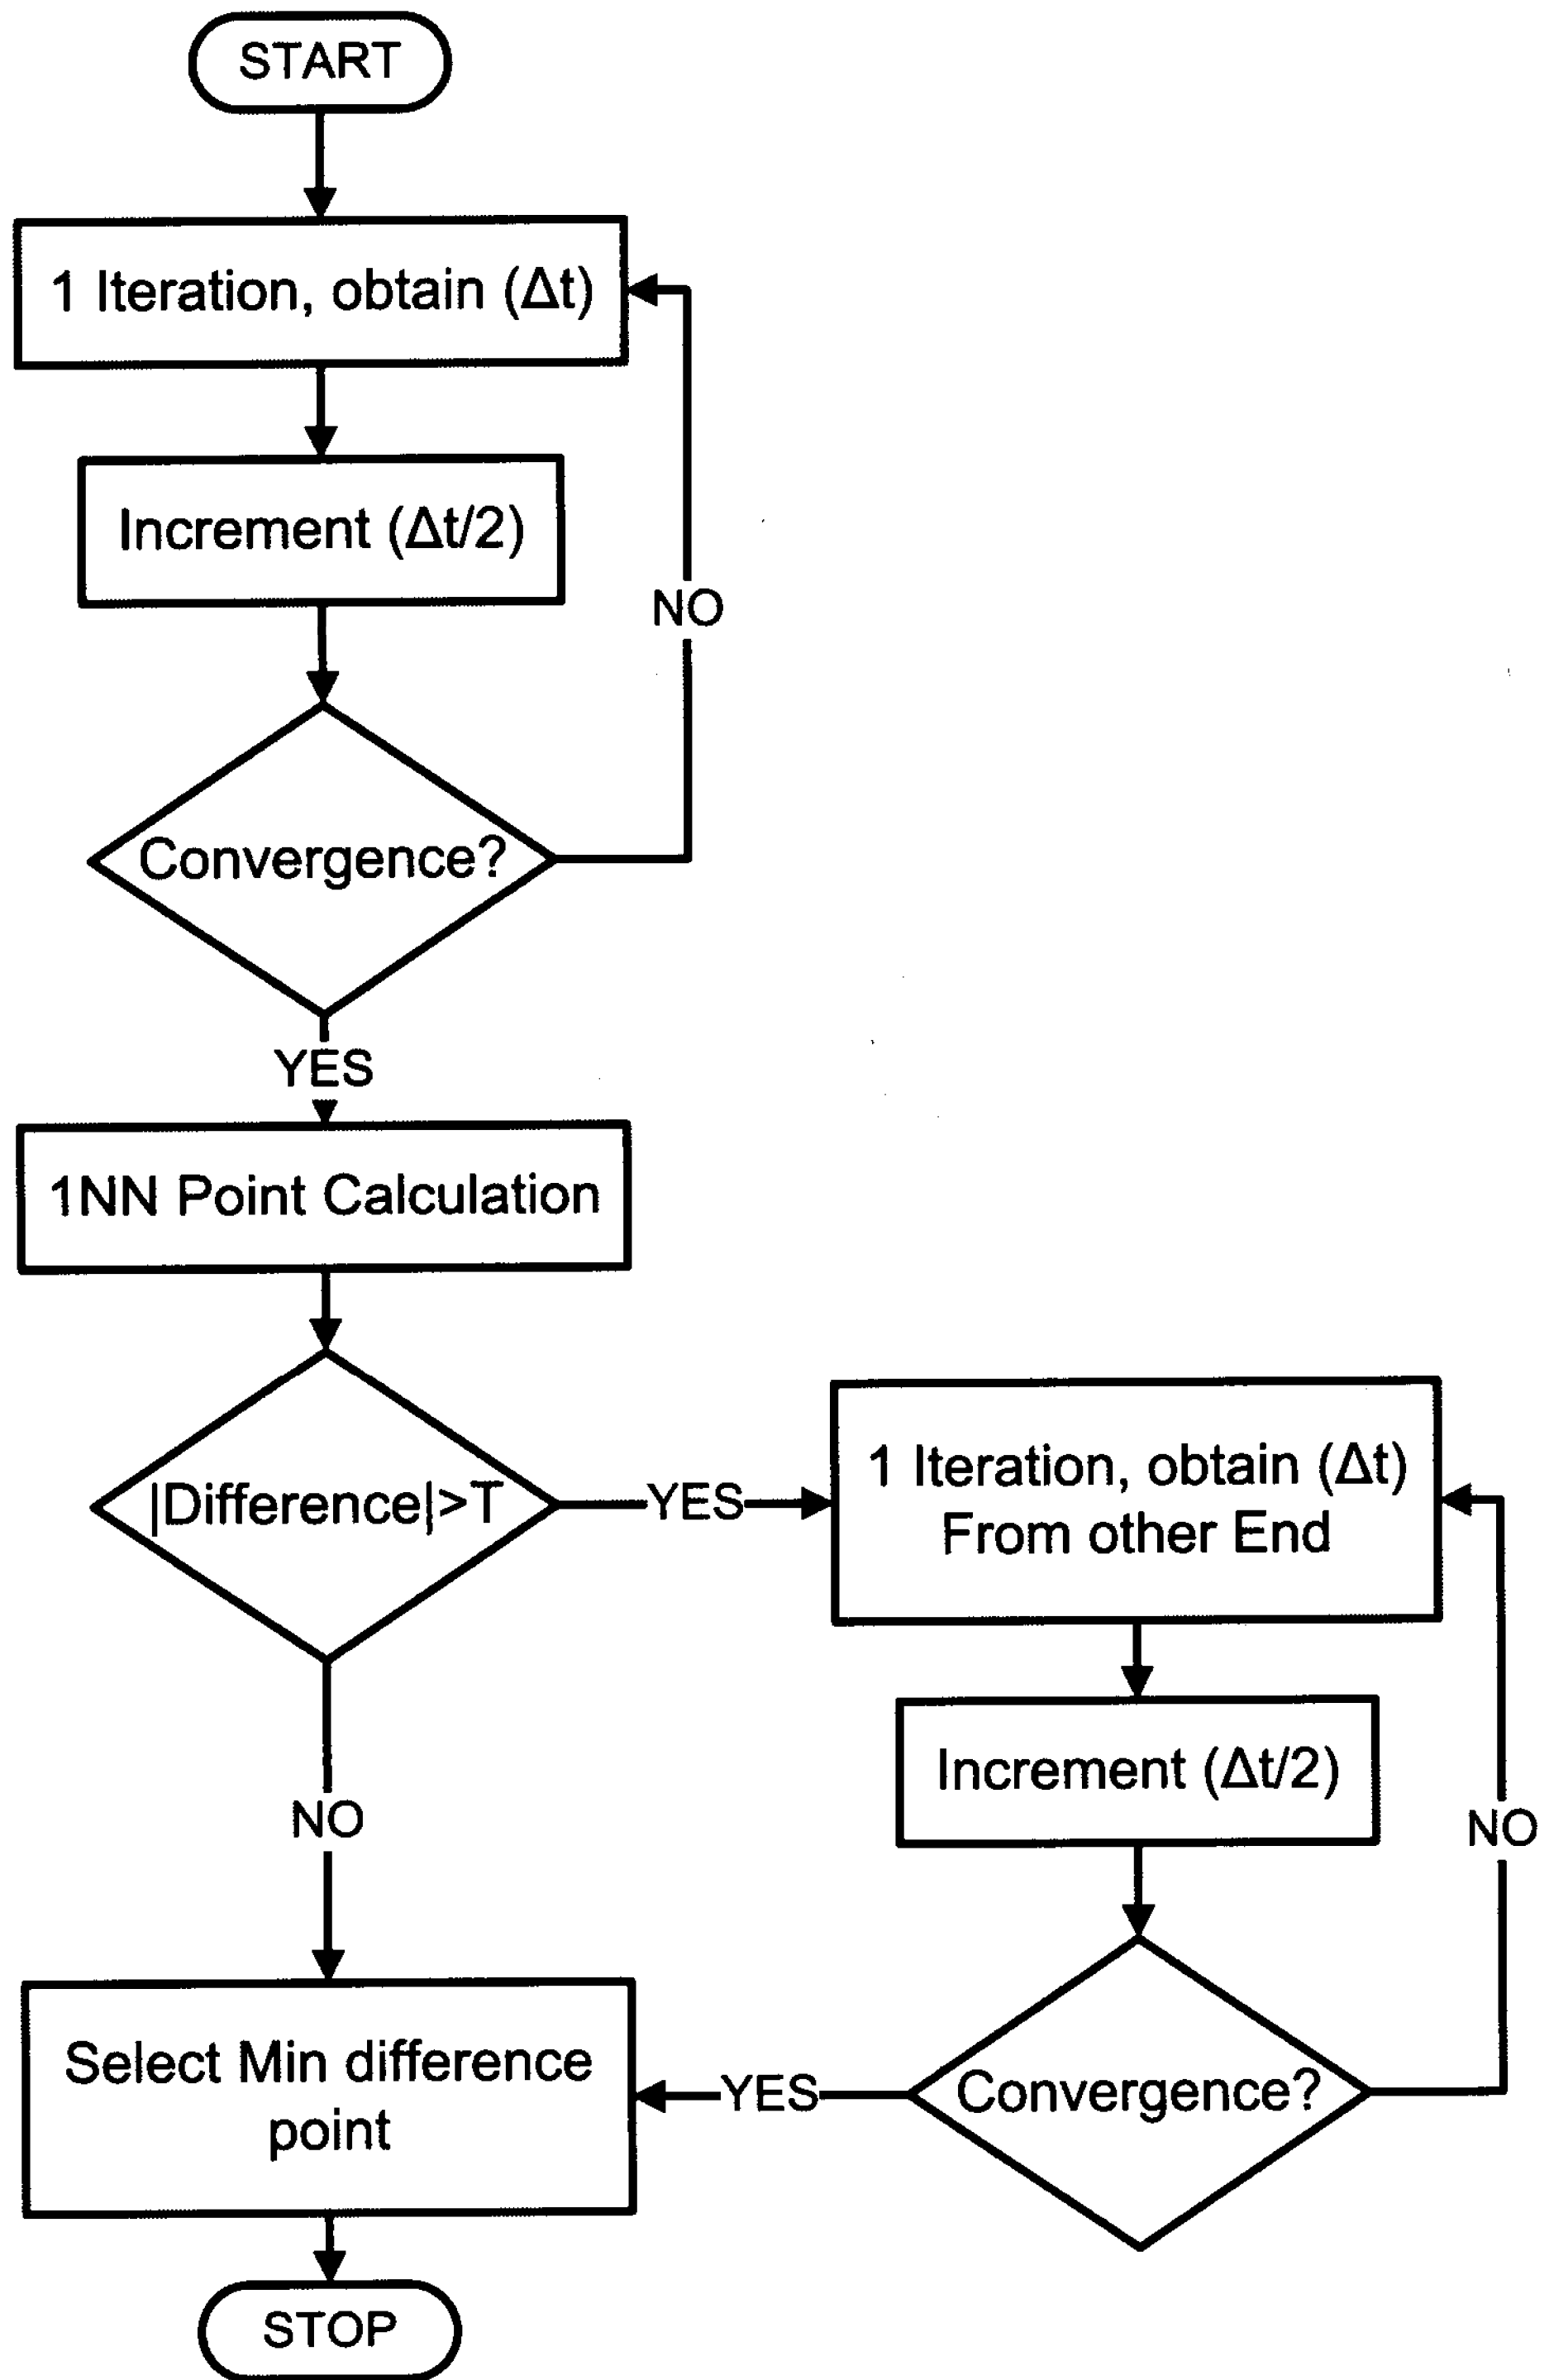 START
1 Iteration, obtain (Δt)
Increment (Δt/2)
NO
Convergence?
YES
1NN Point Calculation
|Difference|>T
YES
1 Iteration, obtain (Δt)
From other End
Increment (Δt/2)
NO
NO
Convergence?
YES
Select Min difference
point
STOP